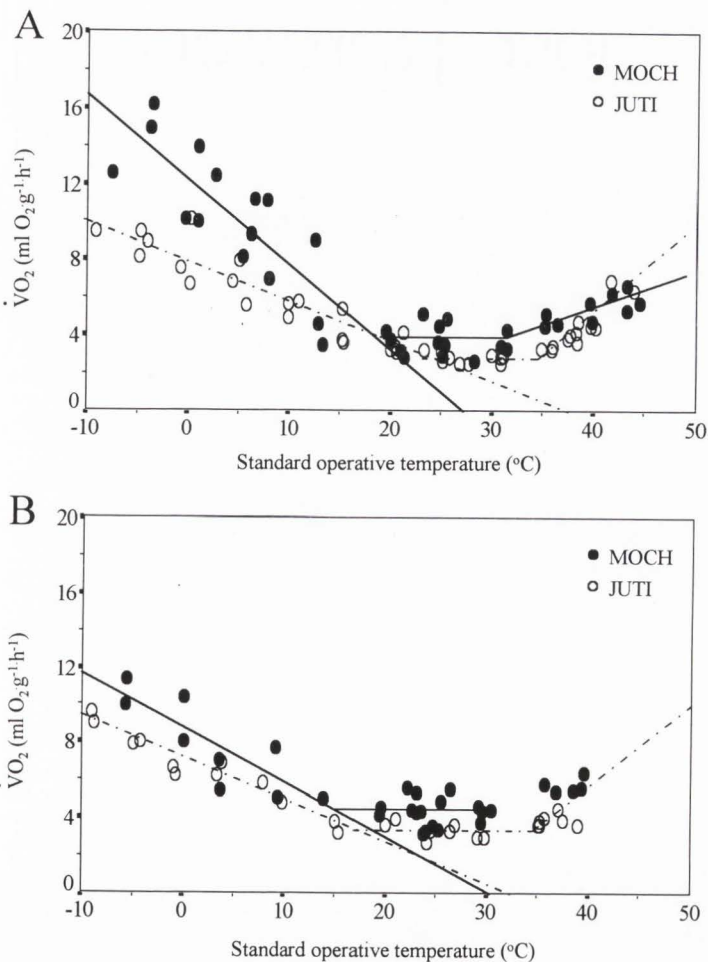 A
20
16
12
8
4
0
V̇O₂ (ml O₂·g⁻¹·h⁻¹)
MOCH
JUTI
-10 0 10 20 30 40 50
Standard operative temperature (°C)
B
20
16
12
8
4
0
V̇O₂ (ml O₂·g⁻¹·h⁻¹)
MOCH
JUTI
-10 0 10 20 30 40 50
Standard operative temperature (°C)